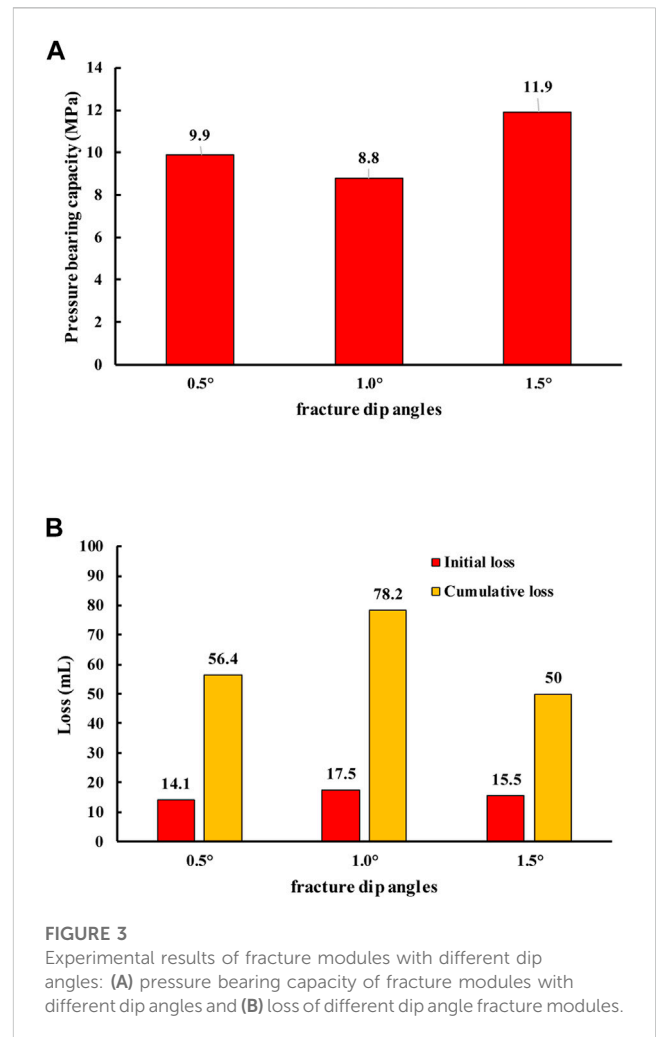 A
Pressure bearing capacity (MPa)
14
12
10
8
6
4
2
0
9.9
8.8
11.9
0.5° 1.0° 1.5°
fracture dip angles
B
Loss (mL)
100
90
80
70
60
50
40
30
20
10
0
Initial loss
Cumulative loss
14.1
56.4
17.5
78.2
15.5
50
0.5° 1.0° 1.5°
fracture dip angles
FIGURE 3
Experimental results of fracture modules with different dip
angles: (A) pressure bearing capacity of fracture modules with
different dip angles and (B) loss of different dip angle fracture modules.